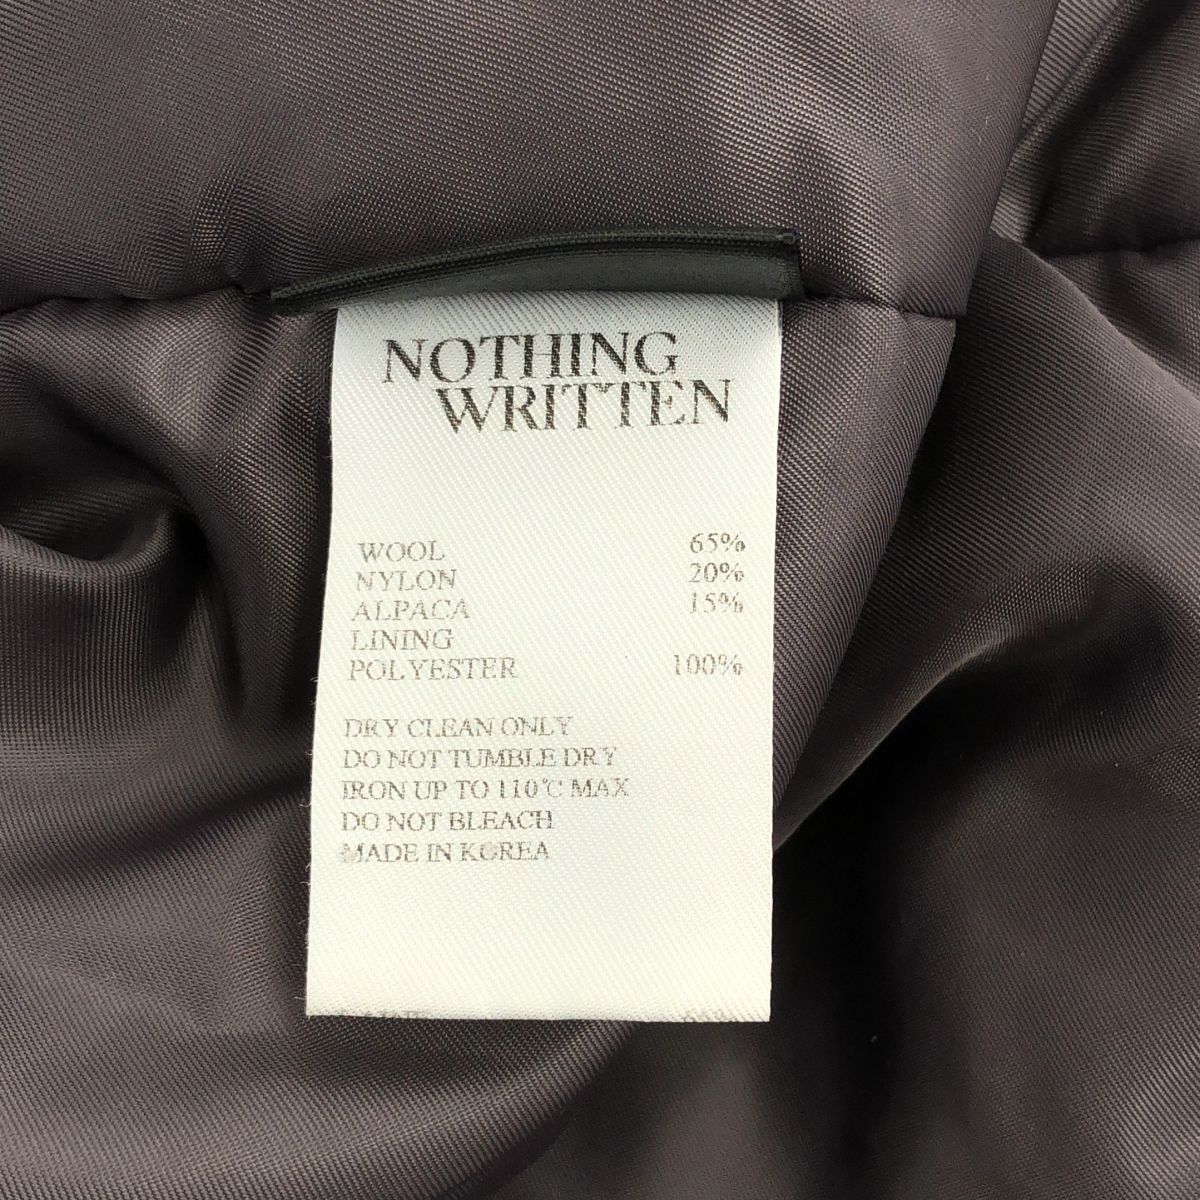 NOTHING
WRITTEN
WOOL 65%
NYLON 20%
ALPACA 15%
LINING
POLYESTER 100%
DRY CLEAN ONLY
DO NOT TUMBLE DRY
IRON UP TO 110℃ MAX
DO NOT BLEACH
MADE IN KOREA